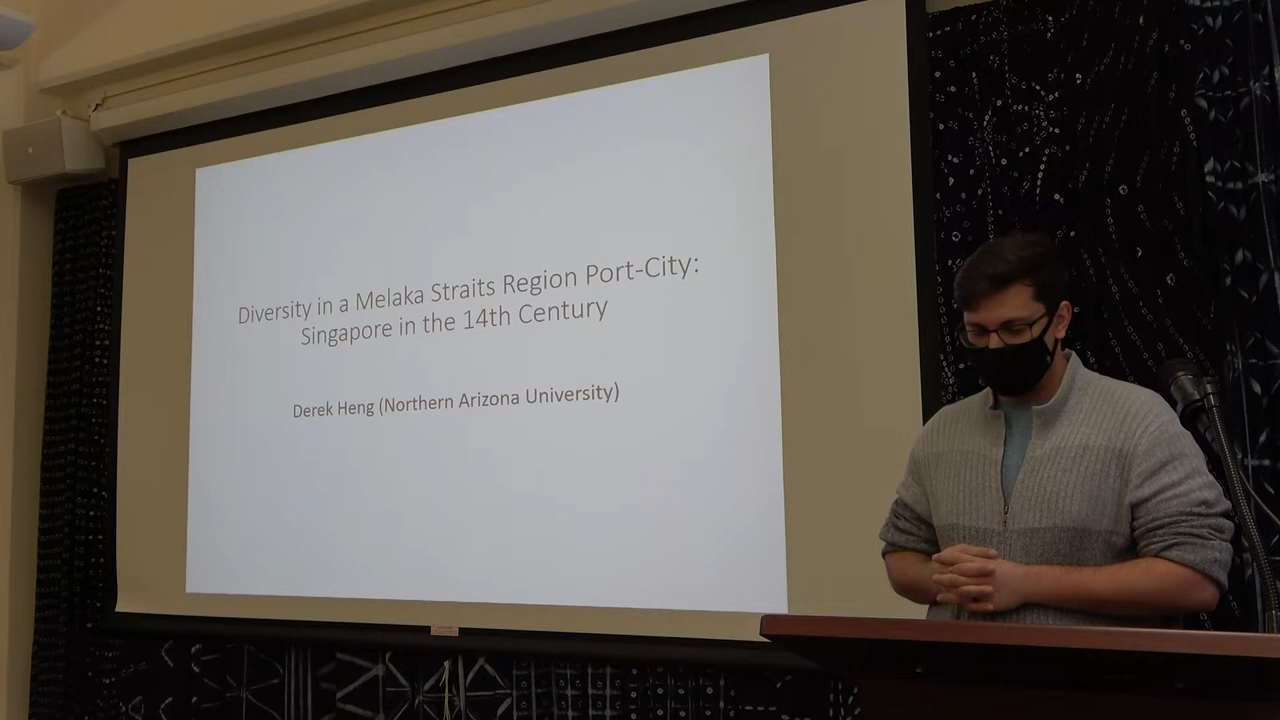 Diversity in a Melaka Straits Region Port-City:
Singapore in the 14th Century
Derek Heng (Northern Arizona University)